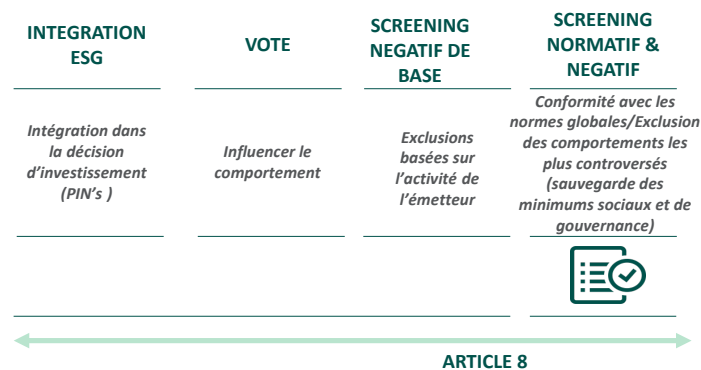 INTEGRATION
ESG
VOTE
SCREENING
NEGATIF DE
BASE
SCREENING
NORMATIF &
NEGATIF
Intégration dans
la décision
d'investissement
(PIN's )
Influencer le
comportement
Exclusions
basées sur
l'activité de
l'émetteur
Conformité avec les
normes globales/Exclusion
des comportements les
plus controversés
(sauvegarde des
minimums sociaux et de
gouvernance)
ARTICLE 8